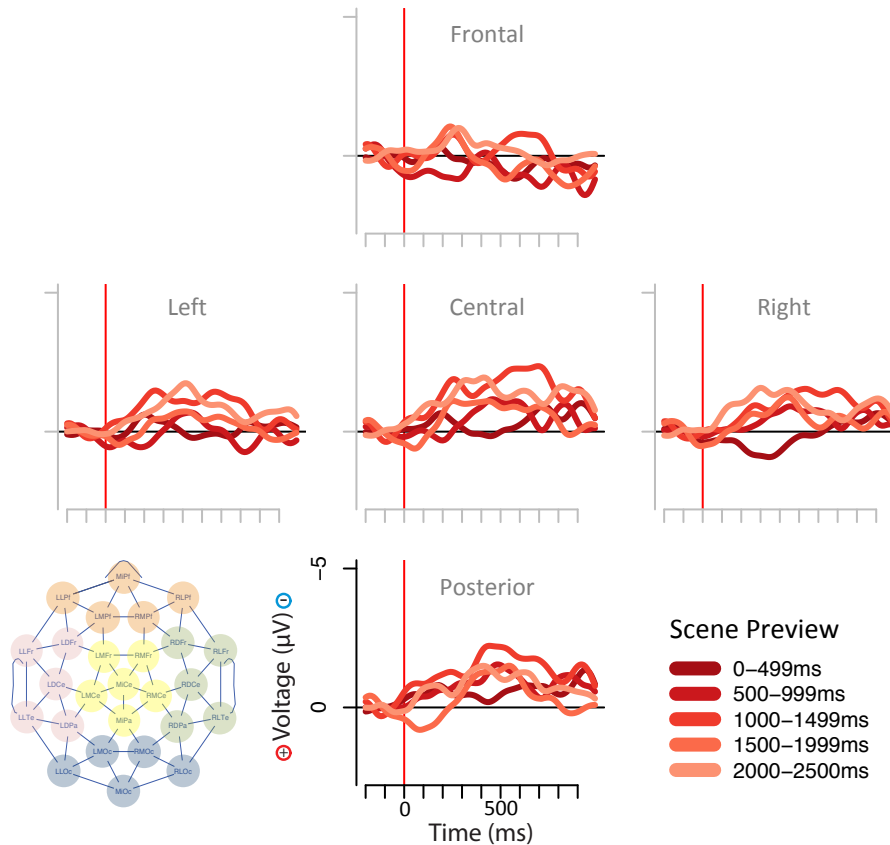 Frontal
Left
Central
Right
MiPf
LLPf
RLPf
LMPf
RMPf
LLFr
LDFr
RDFr
RLFr
LMFr
RMFr
LDCe
MiCe
RDCe
LMCe
RMCe
LLTe
LDPa
MiPa
RDPa
RLTe
LMOc
RMOc
LLOc
RLOc
MiOc
+ Voltage (µV) −
−5
0
Posterior
0
500
Time (ms)
Scene Preview
0−499ms
500−999ms
1000−1499ms
1500−1999ms
2000−2500ms